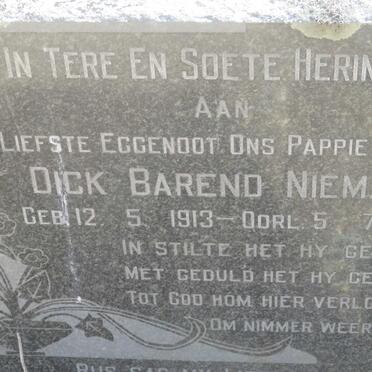 IN TERE EN SOETE HERIN
AAN
LIEFSTE EGGENOOT ONS PAPPIE
DICK BAREND NIEM
GEB. 12. 5. 1913 — OORL. 5. 7
IN STILTE HET HY GE
MET GEDULD HET HY GE
TOT GOD HOM HIER VERLO
OM NIMMER WEER